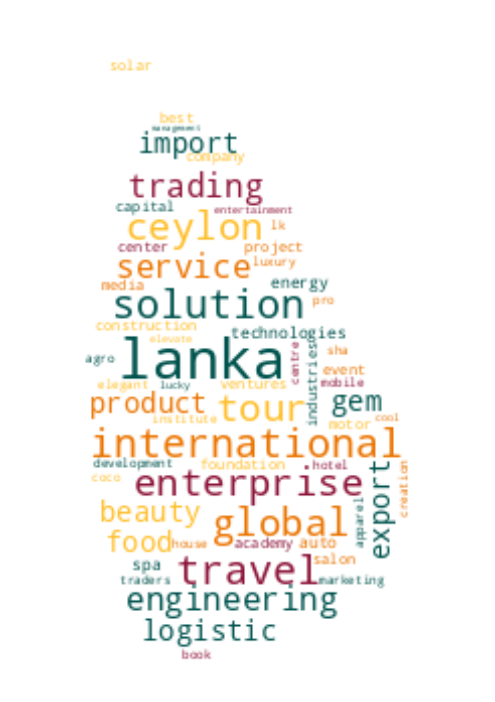 solar
best
management
import
company
trading
capital
entertainment
ceylon
lk
center
project
service
luxury
media
energy
solution
pro
construction
technologies
elevate
lanka
centre
industries
sha
agro
event
elegant
lucky
ventures
mobile
product
tour
gem
institute
motor
cool
international
development
foundation
hotel
coco
enterprise
export
creation
beauty
global
apparel
food
house
academy
auto
salon
spa
travel
traders
marketing
engineering
logistic
book